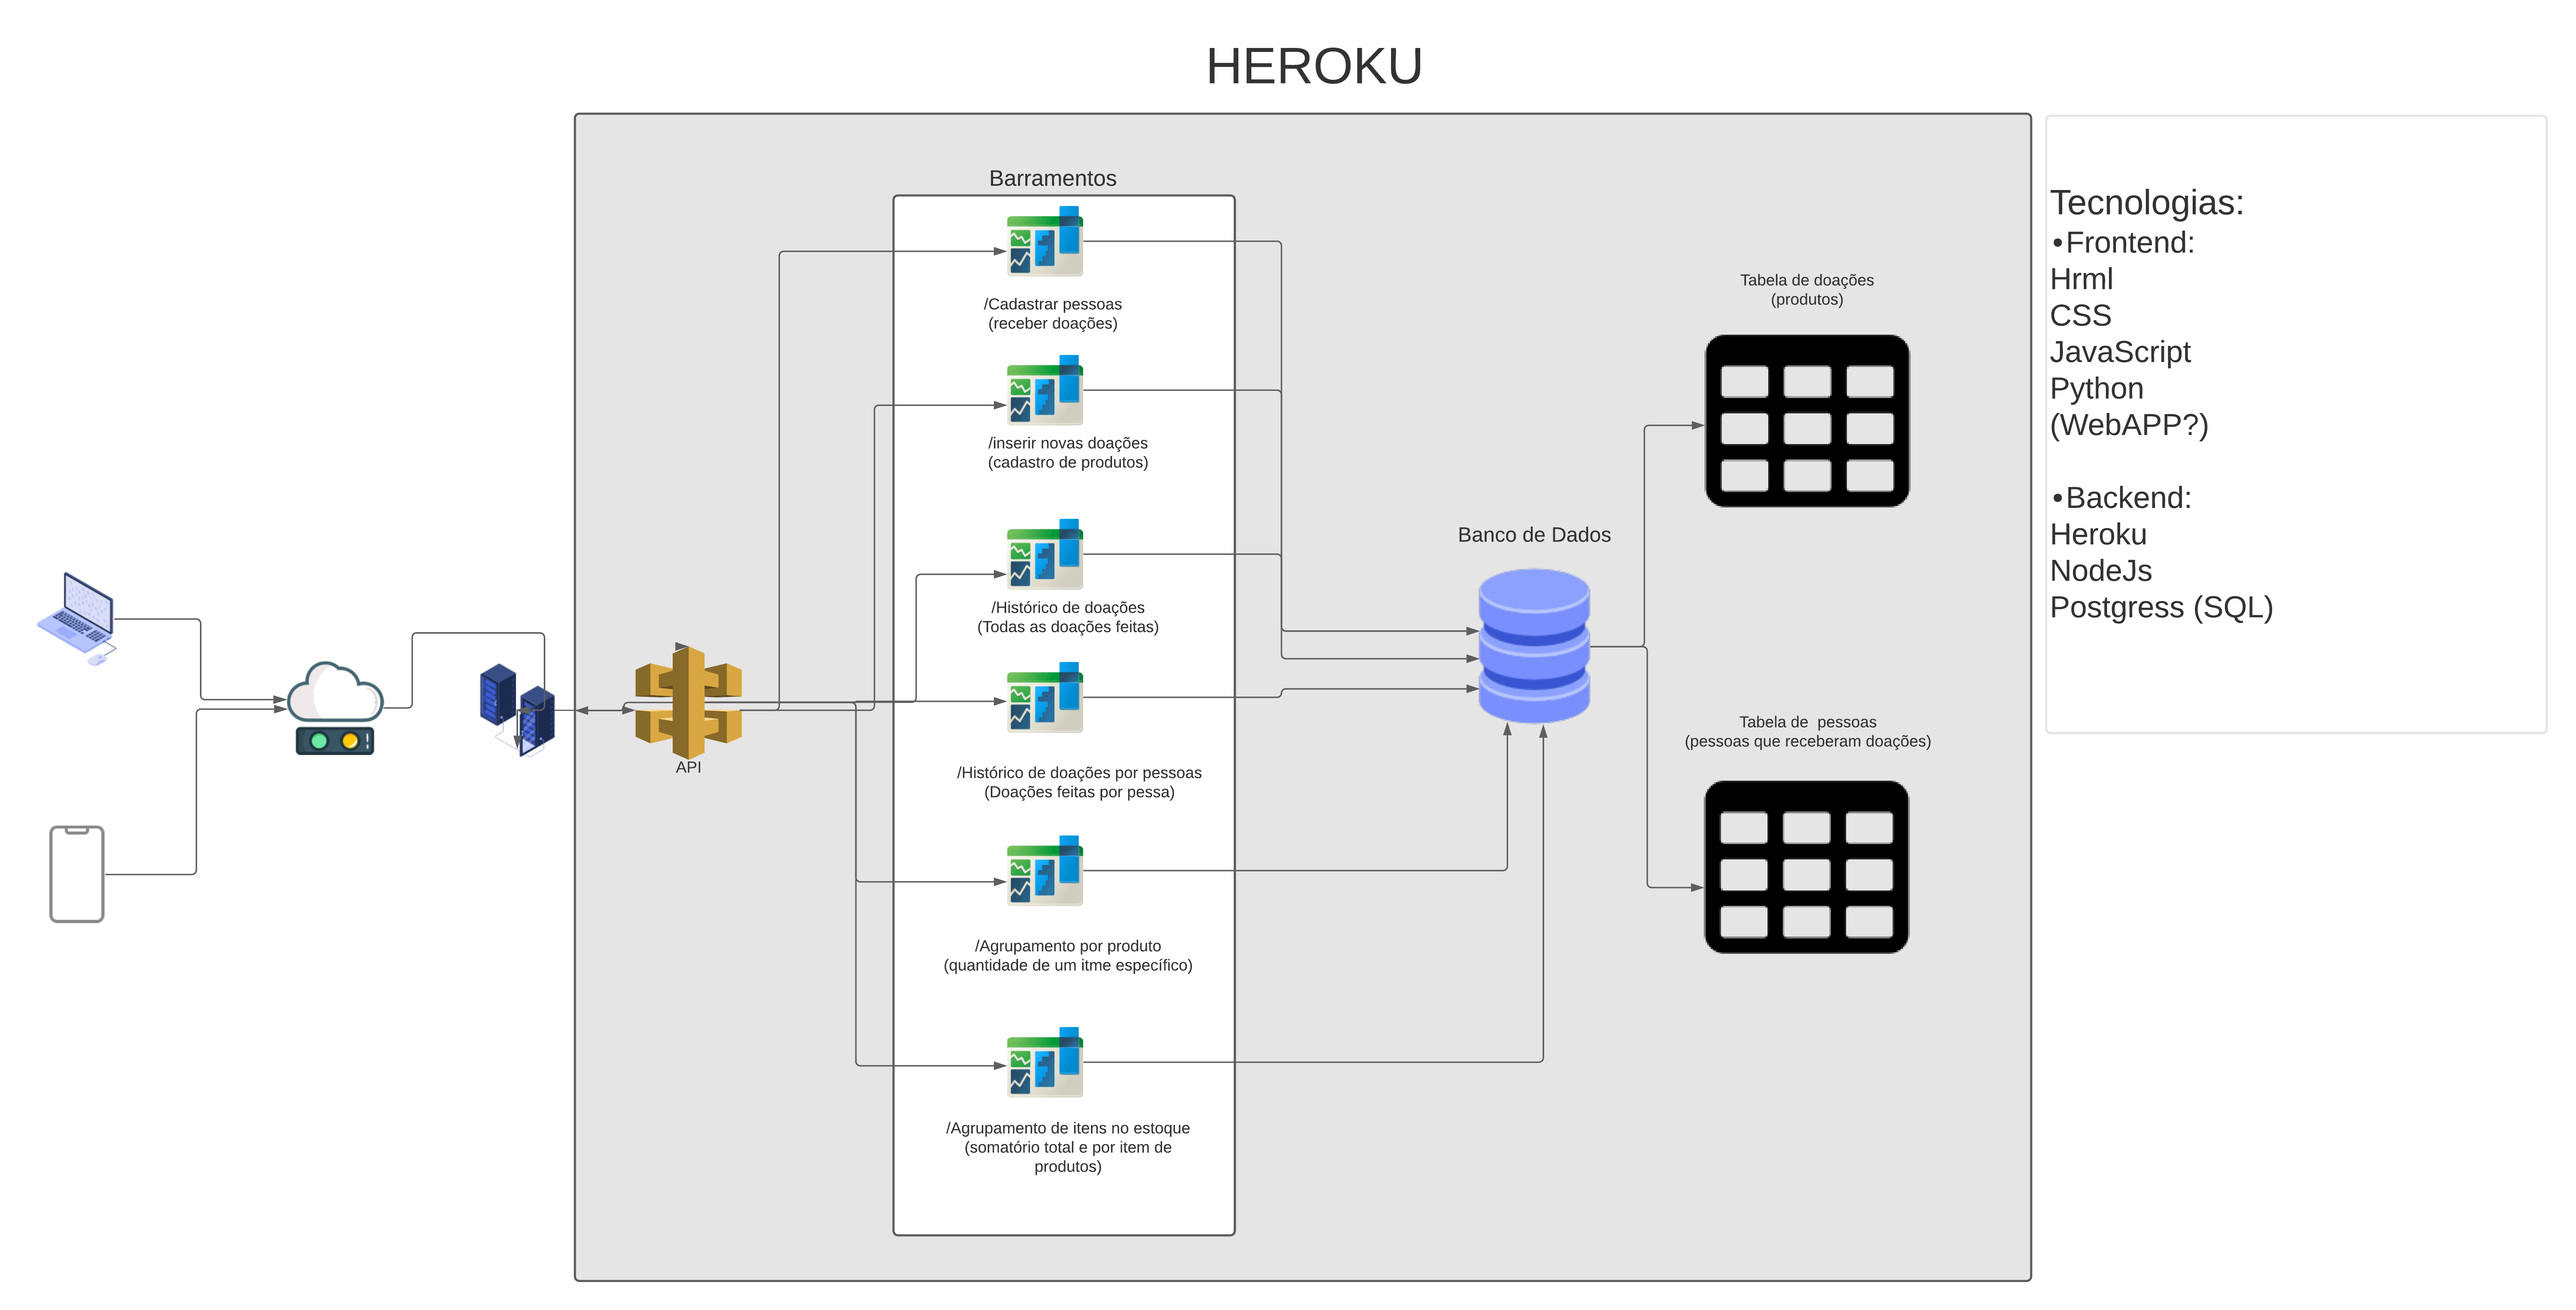 HEROKU
Barramentos
/Cadastrar pessoas
(receber doações)
/inserir novas doações
(cadastro de produtos)
/Histórico de doações
(Todas as doações feitas)
/Histórico de doações por pessoas
(Doações feitas por pessa)
/Agrupamento por produto
(quantidade de um itme específico)
/Agrupamento de itens no estoque
(somatório total e por item de
produtos)
API
Banco de Dados
Tabela de doações
(produtos)
Tabela de  pessoas
(pessoas que receberam doações)
Tecnologias:
•Frontend:
Hrml
CSS
JavaScript
Python
(WebAPP?)
•Backend:
Heroku
NodeJs
Postgress (SQL)